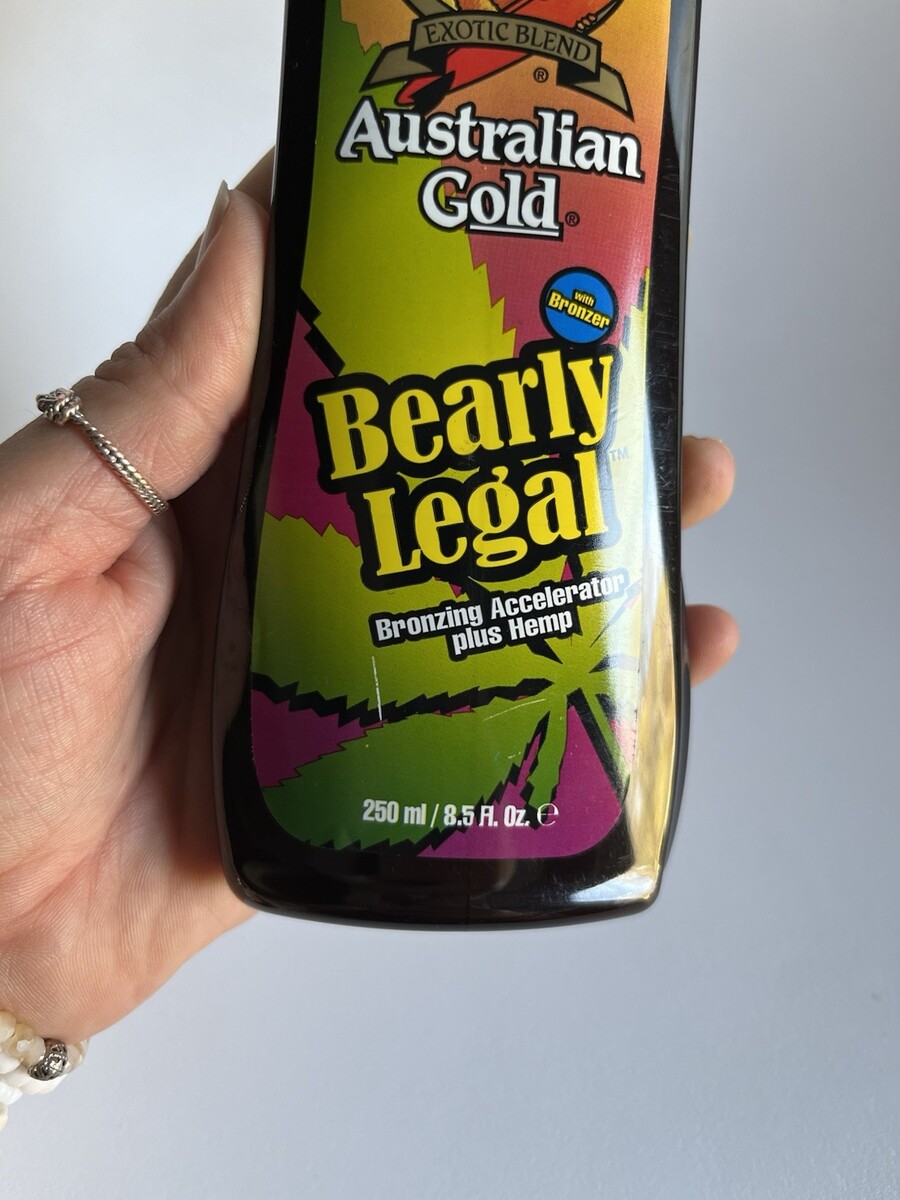 EXOTIC BLEND
®
Australian
Gold®
with
Bronzer
Bearly
Legal™
Bronzing Accelerator
plus Hemp
250 ml / 8.5 Fl. Oz. ℮